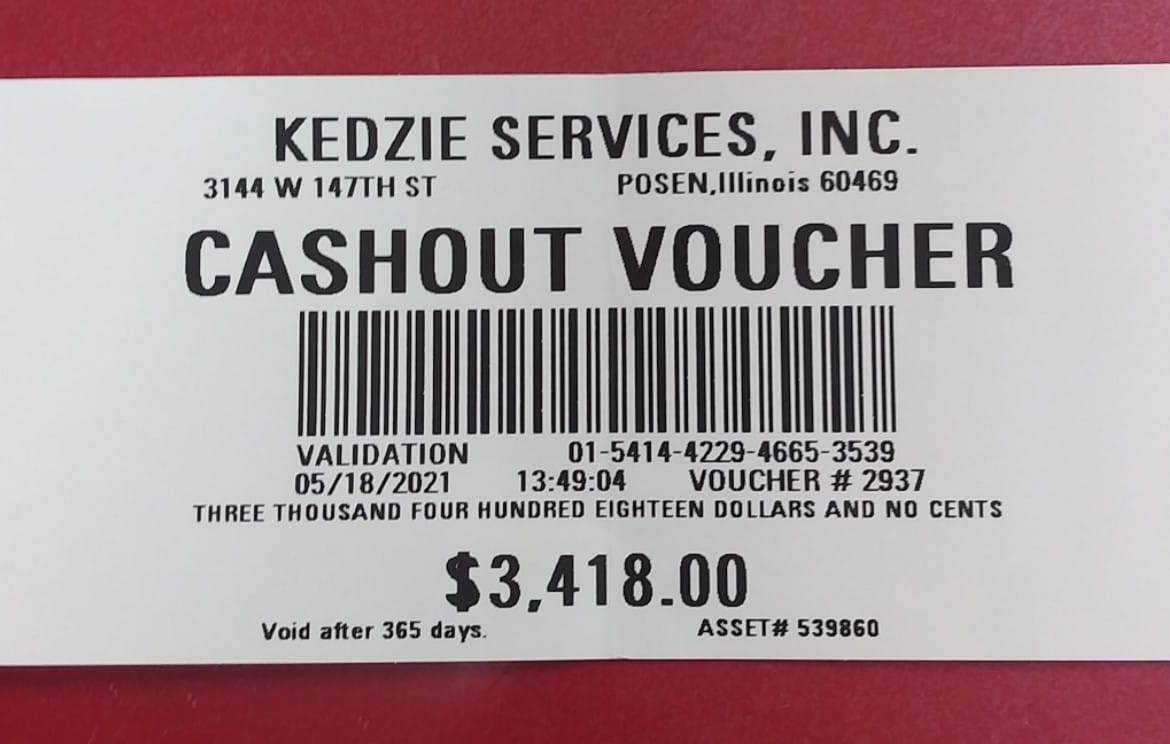 KEDZIE SERVICES, INC.
3144 W 147TH ST POSEN,Illinois 60469
CASHOUT VOUCHER
VALIDATION 01-5414-4229-4665-3539
05/18/2021 13:49:04 VOUCHER # 2937
THREE THOUSAND FOUR HUNDRED EIGHTEEN DOLLARS AND NO CENTS
$3,418.00
Void after 365 days. ASSET# 539860